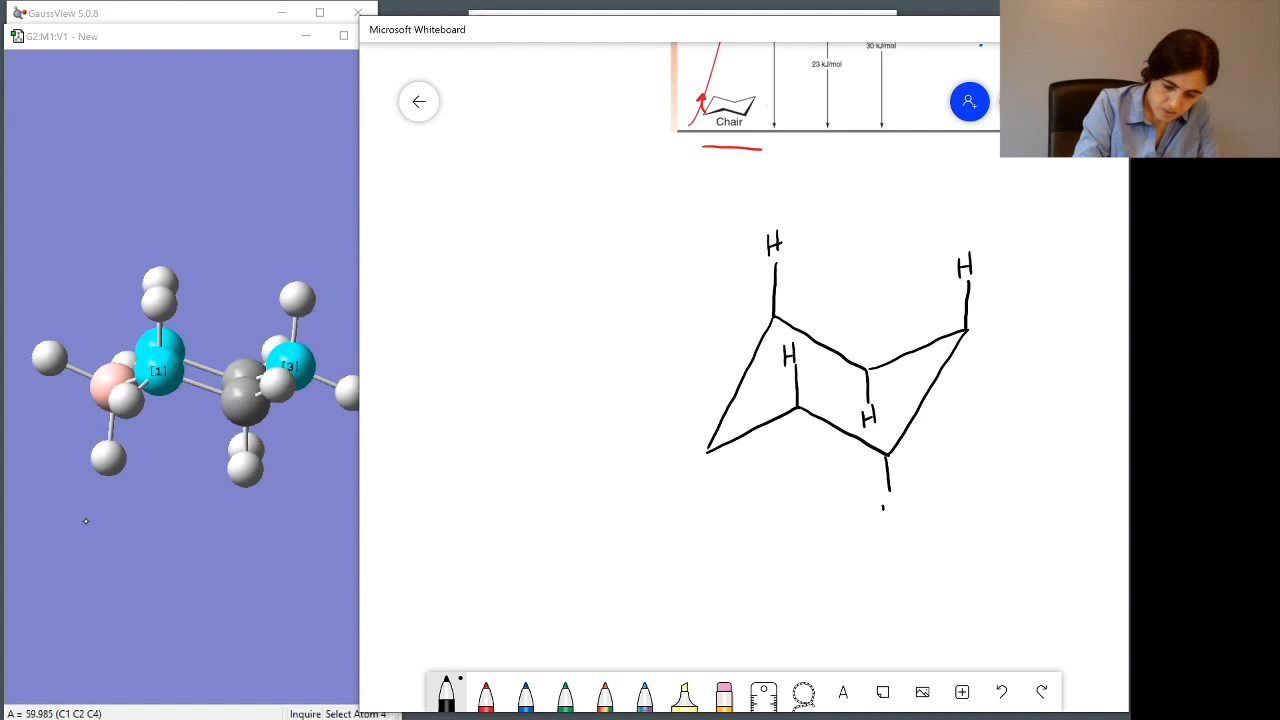 GaussView 5.0.8
G2:M1:V1 - New
Microsoft Whiteboard
30 kJ/mol
23 kJ/mol
Chair
H
H
H
H
[1]
[3]
A
A = 59.985 (C1 C2 C4)
Inquire Select Atom 4